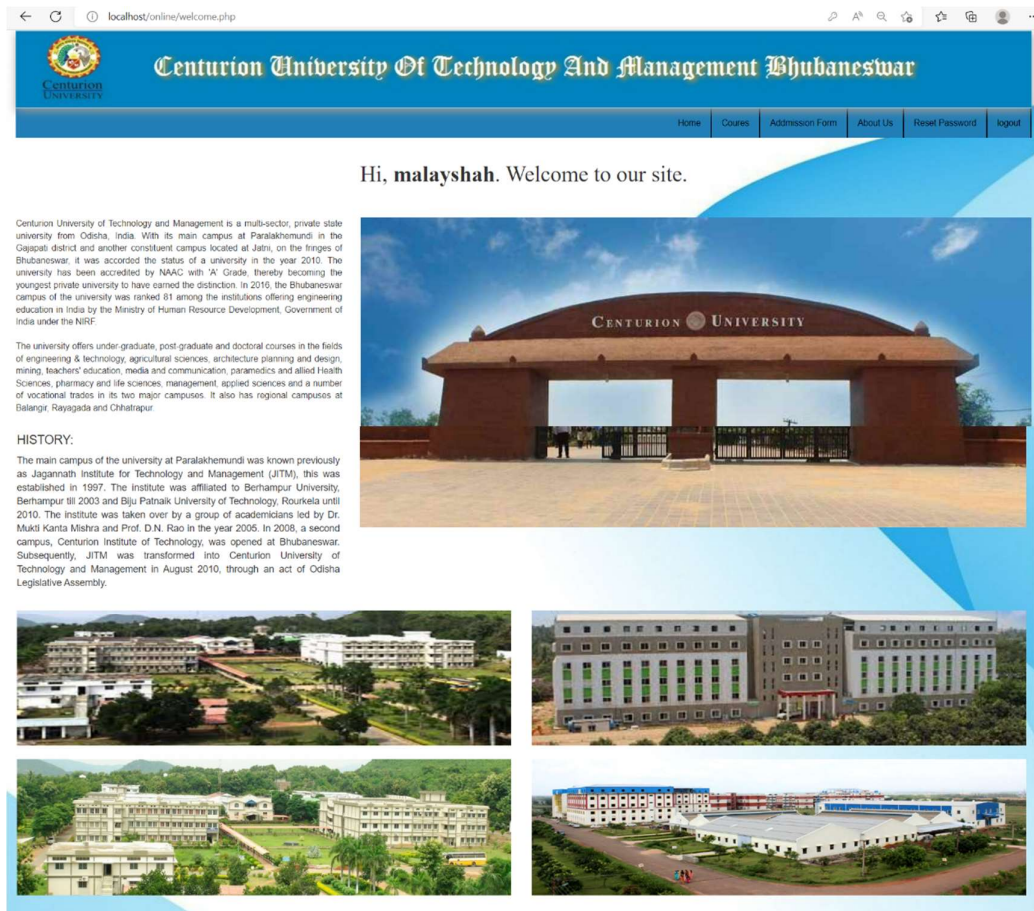 localhost/online/welcome.php
Centurion
UNIVERSITY
Centurion University Of Technology And Management Bhubaneswar
Home Coures Addmission Form About Us Reset Password logout
Hi, malayshah. Welcome to our site.
Centurion University of Technology and Management is a multi-sector, private state
university from Odisha, India. With its main campus at Paralakhemundi in the
Gajapati district and another constituent campus located at Jatni, on the fringes of
Bhubaneswar, it was accorded the status of a university in the year 2010. The
university has been accredited by NAAC with 'A' Grade, thereby becoming the
youngest private university to have earned the distinction. In 2016, the Bhubaneswar
campus of the university was ranked 81 among the institutions offering engineering
education in India by the Ministry of Human Resource Development, Government of
India under the NIRF.
The university offers under-graduate, post-graduate and doctoral courses in the fields
of engineering & technology, agricultural sciences, architecture planning and design,
mining, teachers' education, media and communication, paramedics and allied Health
Sciences, pharmacy and life sciences, management, applied sciences and a number
of vocational trades in its two major campuses. It also has regional campuses at
Balangir, Rayagada and Chhatrapur.
HISTORY:
The main campus of the university at Paralakhemundi was known previously
as Jagannath Institute for Technology and Management (JITM), this was
established in 1997. The institute was affiliated to Berhampur University,
Berhampur till 2003 and Biju Patnaik University of Technology, Rourkela until
2010. The institute was taken over by a group of academicians led by Dr.
Mukti Kanta Mishra and Prof. D.N. Rao in the year 2005. In 2008, a second
campus, Centurion Institute of Technology, was opened at Bhubaneswar.
Subsequently, JITM was transformed into Centurion University of
Technology and Management in August 2010, through an act of Odisha
Legislative Assembly.
CENTURION UNIVERSITY